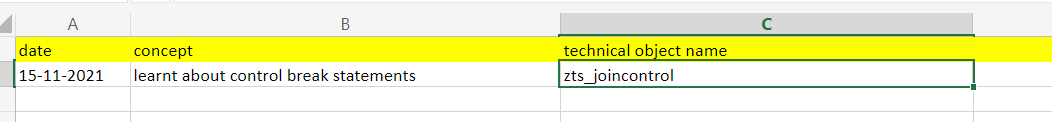 A B C
date concept technical object name
15-11-2021 learnt about control break statements zts_joincontrol